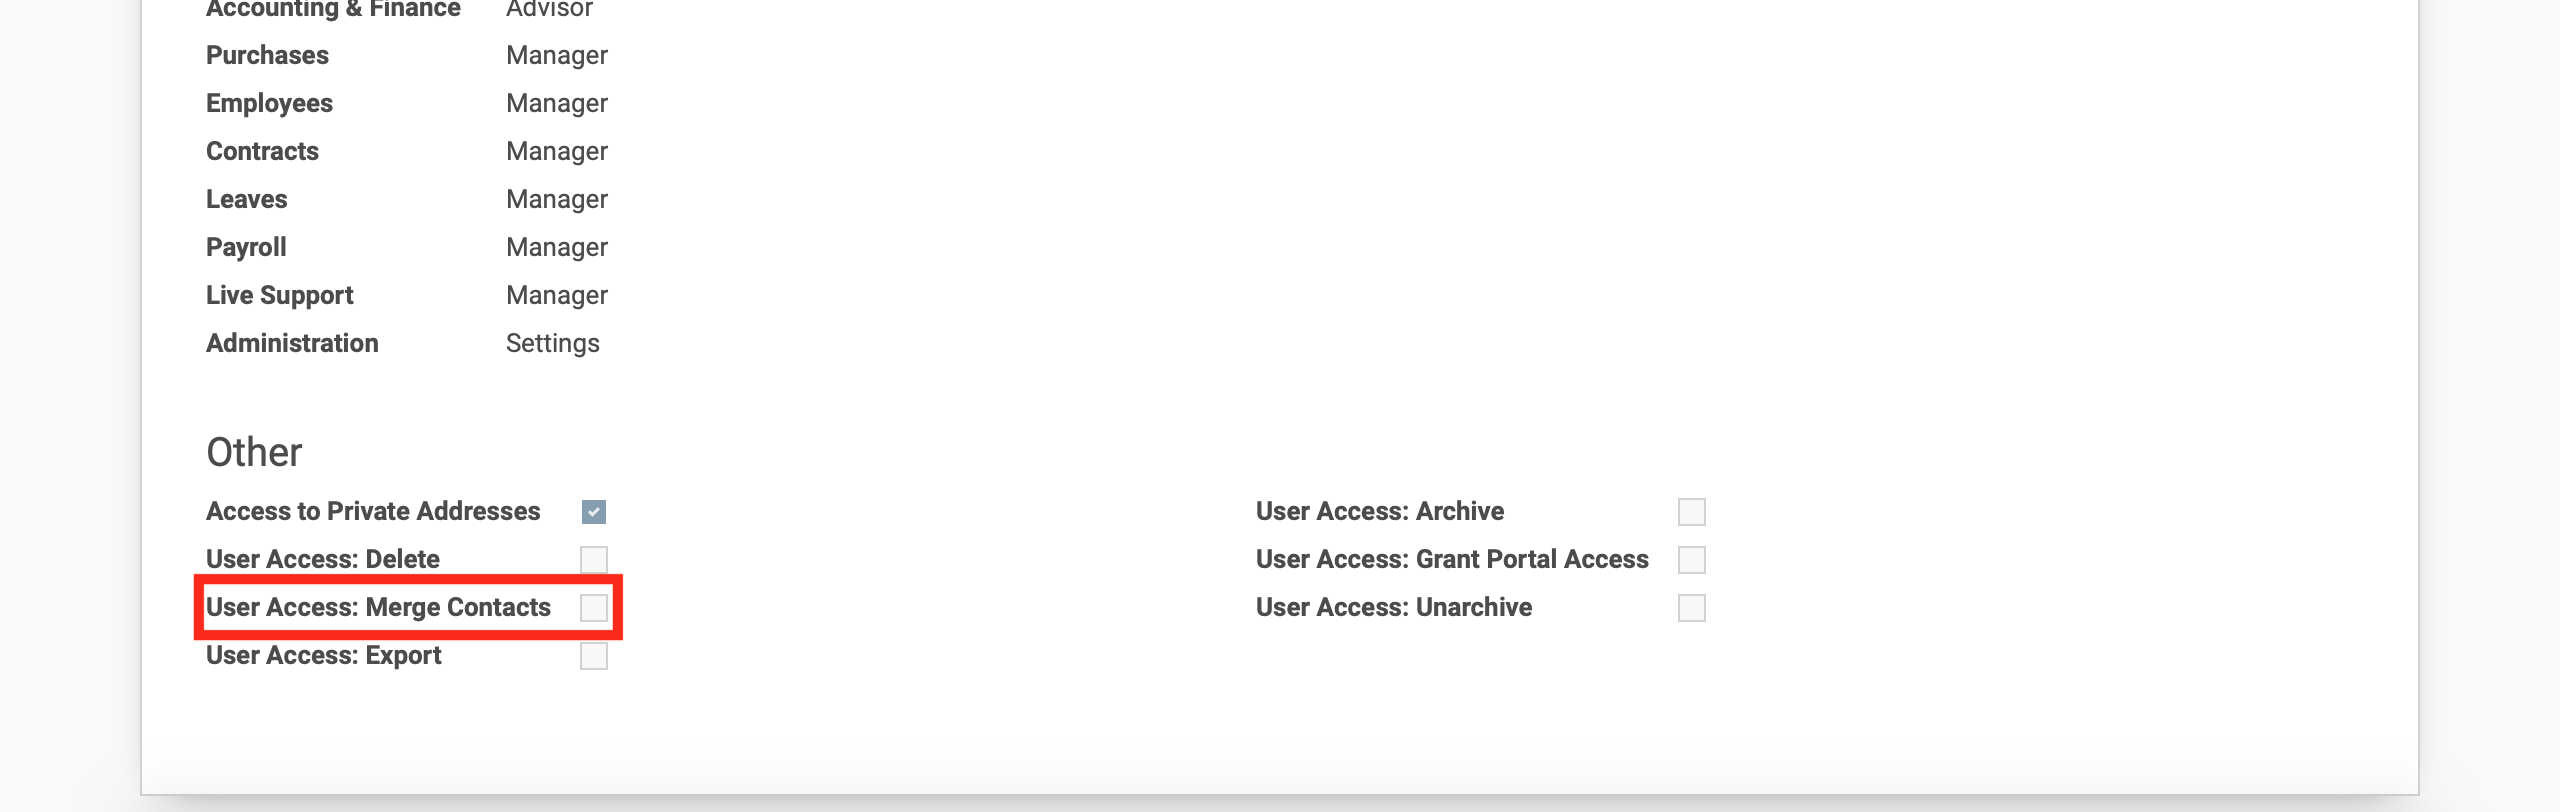 Accounting & Finance Advisor
Purchases Manager
Employees Manager
Contracts Manager
Leaves Manager
Payroll Manager
Live Support Manager
Administration Settings
Other
Access to Private Addresses
User Access: Archive
User Access: Delete
User Access: Grant Portal Access
User Access: Merge Contacts
User Access: Unarchive
User Access: Export